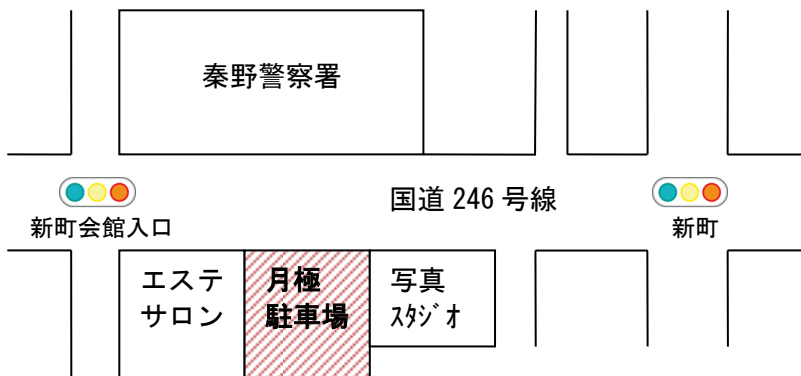 秦野警察署
国道 246 号線
新町会館入口
新町
エステ
サロン
月極
駐車場
写真
ｽﾀｼﾞｵ